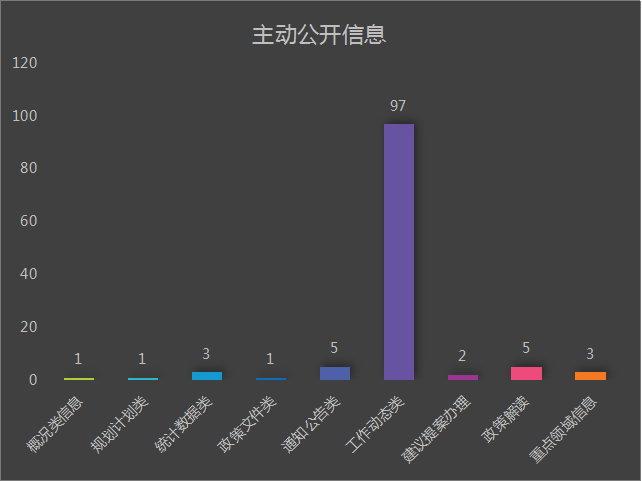 主动公开信息
120
100
80
60
40
20
0
1
1
3
1
5
97
2
5
3
概况类信息
规划计划类
统计数据类
政策文件类
通知公告类
工作动态类
建议提案办理
政策解读
重点领域信息